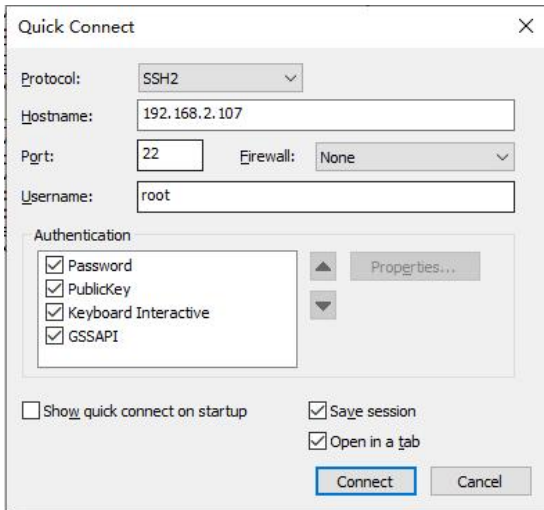 Quick Connect
Protocol: SSH2
Hostname: 192.168.2.107
Port: 22 Firewall: None
Username: root
Authentication
Password Properties...
PublicKey
Keyboard Interactive
GSSAPI
Show quick connect on startup Save session
Open in a tab
Connect Cancel